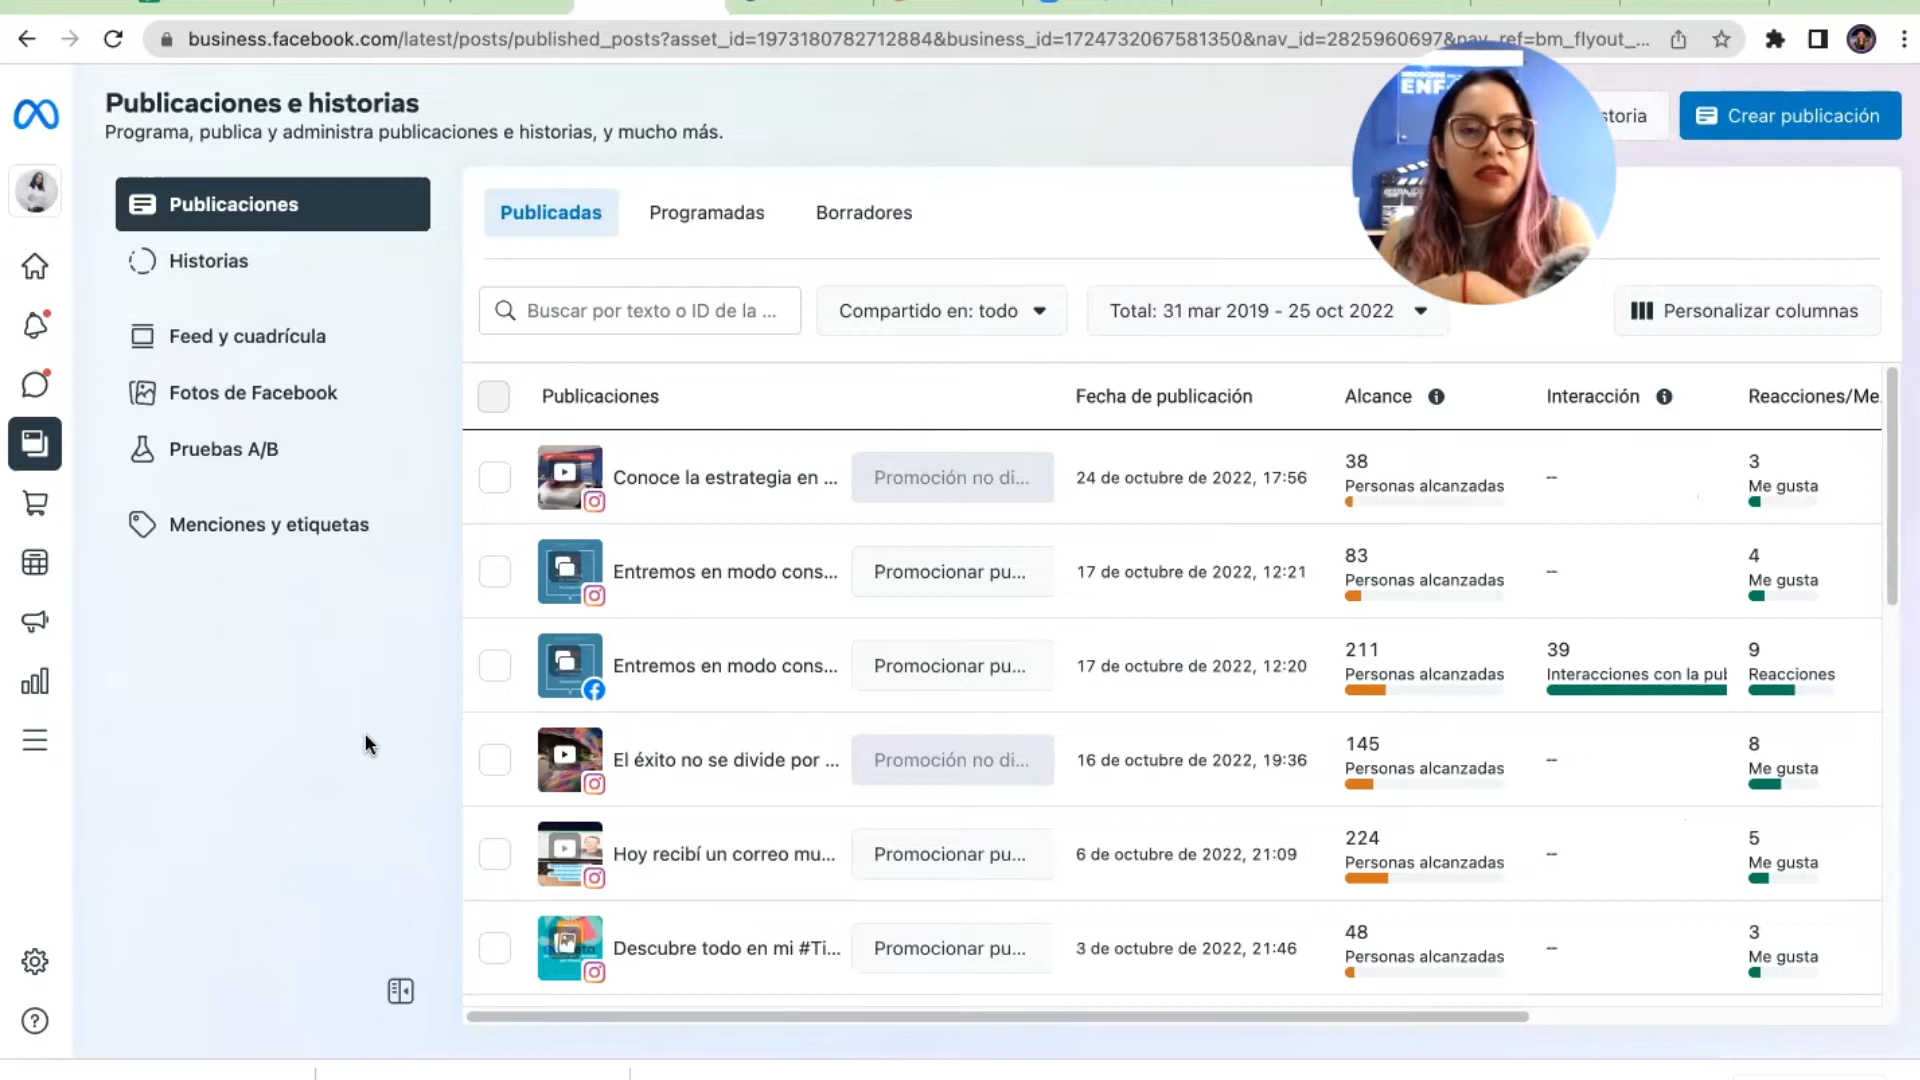 business.facebook.com/latest/posts/published_posts?asset_id=1973180782712884&business_id=1724732067581350&nav_id=2825960697&nav_ref=bm_flyout_...
Publicaciones e historias
Programa, publica y administra publicaciones e historias, y mucho más.
ENF
storia
Crear publicación
Publicaciones
Historias
Feed y cuadrícula
Fotos de Facebook
Pruebas A/B
Menciones y etiquetas
Publicadas
Programadas
Borradores
Buscar por texto o ID de la ...
Compartido en: todo
Total: 31 mar 2019 - 25 oct 2022
Personalizar columnas
Publicaciones
Fecha de publicación
Alcance
Interacción
Reacciones/Me
Conoce la estrategia en ...
Promoción no di...
24 de octubre de 2022, 17:56
38
Personas alcanzadas
--
3
Me gusta
Entremos en modo cons...
Promocionar pu...
17 de octubre de 2022, 12:21
83
Personas alcanzadas
--
4
Me gusta
Entremos en modo cons...
Promocionar pu...
17 de octubre de 2022, 12:20
211
Personas alcanzadas
39
Interacciones con la pub
9
Reacciones
El éxito no se divide por ...
Promoción no di...
16 de octubre de 2022, 19:36
145
Personas alcanzadas
--
8
Me gusta
Hoy recibí un correo mu...
Promocionar pu...
6 de octubre de 2022, 21:09
224
Personas alcanzadas
--
5
Me gusta
Descubre todo en mi #Ti...
Promocionar pu...
3 de octubre de 2022, 21:46
48
Personas alcanzadas
--
3
Me gusta